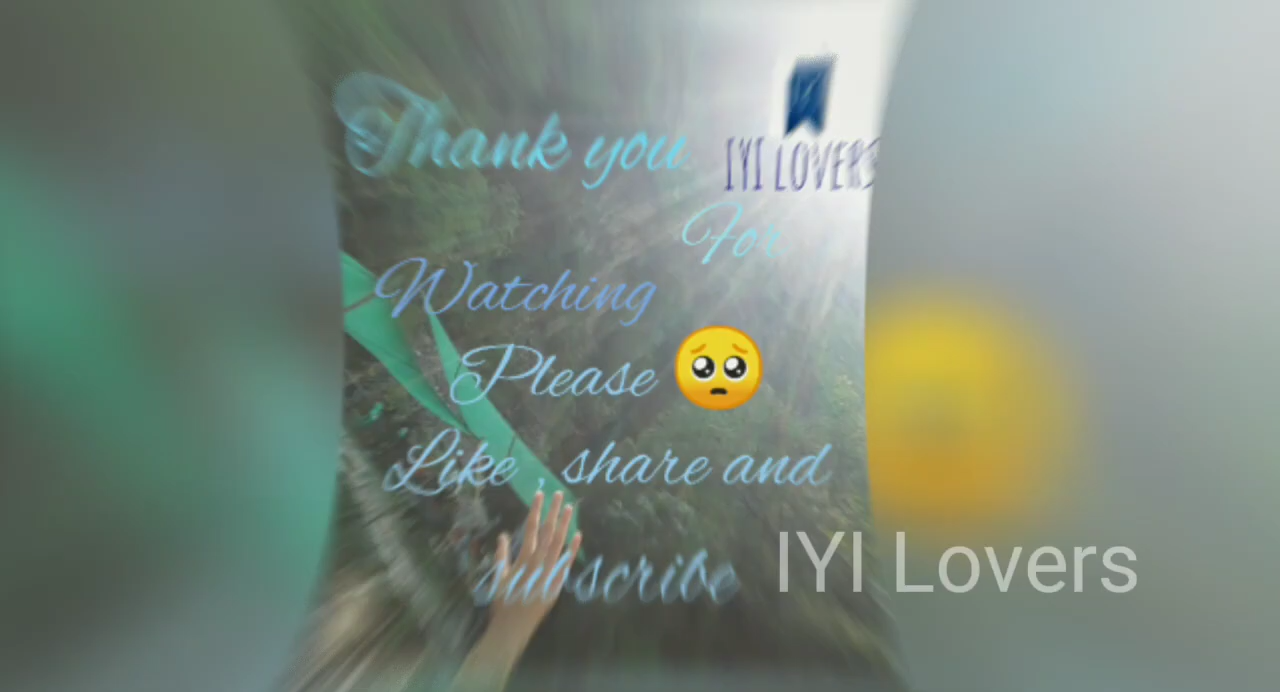 Thank you
IYI LOVERS
For
Watching
Please
Like , share and
subscribe
IYI Lovers